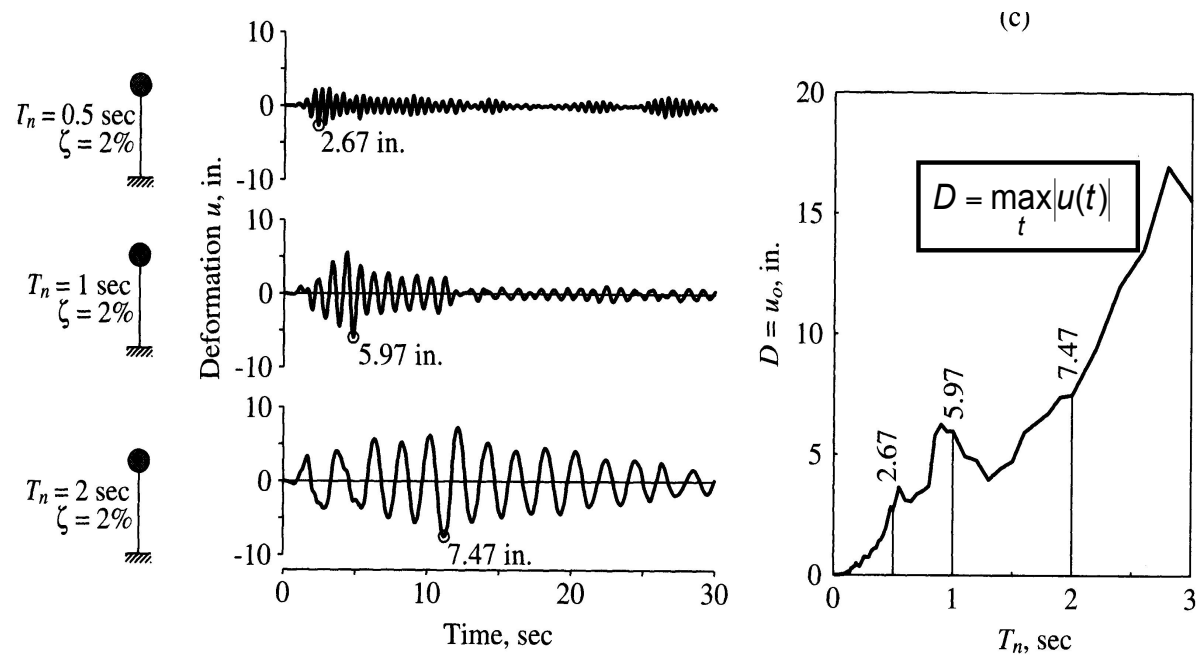 (c)
10
0
-10
2.67 in.
T_n = 0.5 sec
ζ = 2%
Deformation u, in.
10
0
-10
5.97 in.
T_n = 1 sec
ζ = 2%
10
0
-10
7.47 in.
T_n = 2 sec
ζ = 2%
0 10 20 30
Time, sec
20
15
10
5
0
D = u_o, in.
D = max|u(t)|
t
2.67
5.97
7.47
0 1 2 3
T_n, sec